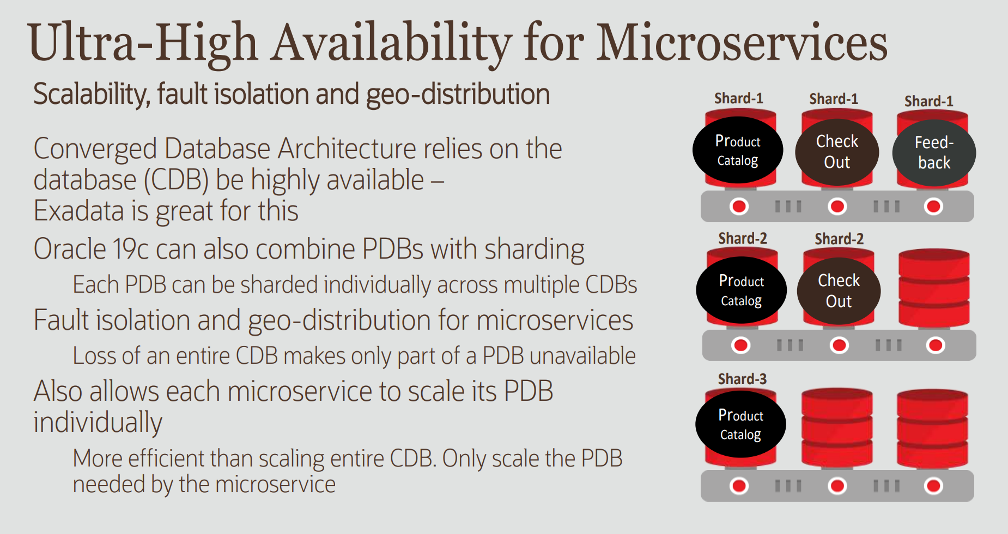 Ultra-High Availability for Microservices
Scalability, fault isolation and geo-distribution
Converged Database Architecture relies on the
database (CDB) be highly available –
Exadata is great for this
Oracle 19c can also combine PDBs with sharding
Each PDB can be sharded individually across multiple CDBs
Fault isolation and geo-distribution for microservices
Loss of an entire CDB makes only part of a PDB unavailable
Also allows each microservice to scale its PDB
individually
More efficient than scaling entire CDB. Only scale the PDB
needed by the microservice
Shard-1
Shard-1
Shard-1
Product
Catalog
Check
Out
Feed-
back
Shard-2
Shard-2
Product
Catalog
Check
Out
Shard-3
Product
Catalog